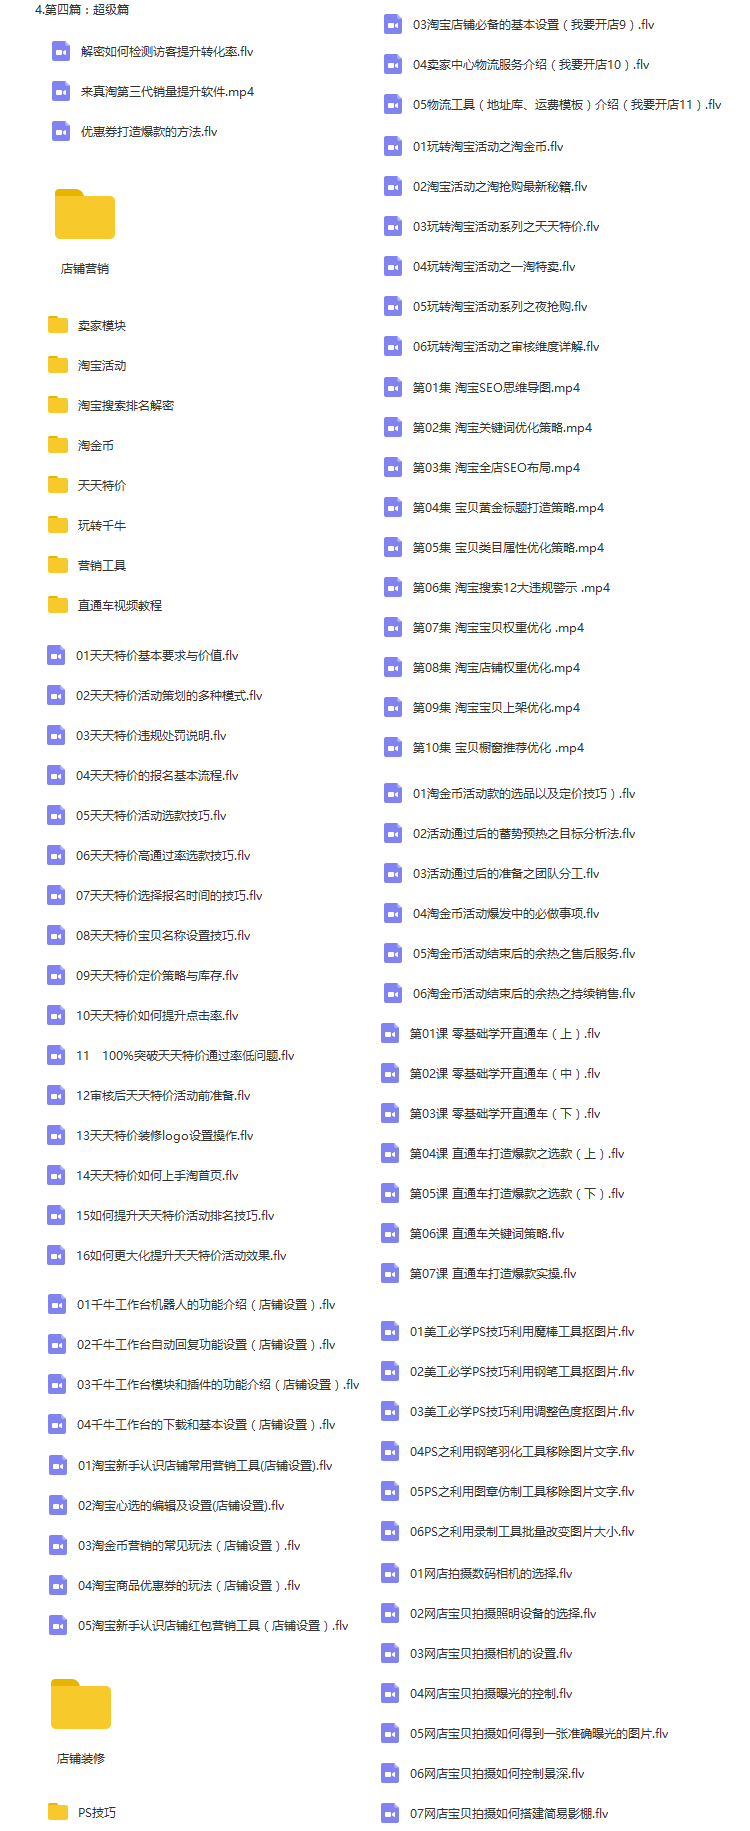 4.第四篇：超级篇
解密如何检测访客提升转化率.flv
来真淘第三代销量提升软件.mp4
优惠券打造爆款的方法.flv
店铺营销
卖家模块
淘宝活动
淘宝搜索排名解密
淘金币
天天特价
玩转千牛
营销工具
直通车视频教程
01天天特价基本要求与价值.flv
02天天特价活动策划的多种模式.flv
03天天特价违规处罚说明.flv
04天天特价的报名基本流程.flv
05天天特价活动选款技巧.flv
06天天特价高通过率选款技巧.flv
07天天特价选择报名时间的技巧.flv
08天天特价宝贝名称设置技巧.flv
09天天特价定价策略与库存.flv
10天天特价如何提升点击率.flv
11　100%突破天天特价通过率低问题.flv
12审核后天天特价活动前准备.flv
13天天特价装修logo设置操作.flv
14天天特价如何上手淘首页.flv
15如何提升天天特价活动排名技巧.flv
16如何更大化提升天天特价活动效果.flv
01千牛工作台机器人的功能介绍（店铺设置）.flv
02千牛工作台自动回复功能设置（店铺设置）.flv
03千牛工作台模块和插件的功能介绍（店铺设置）.flv
04千牛工作台的下载和基本设置（店铺设置）.flv
01淘宝新手认识店铺常用营销工具(店铺设置).flv
02淘宝心选的编辑及设置(店铺设置).flv
03淘金币营销的常见玩法（店铺设置）.flv
04淘宝商品优惠券的玩法（店铺设置）.flv
05淘宝新手认识店铺红包营销工具（店铺设置）.flv
店铺装修
PS技巧
03淘宝店铺必备的基本设置（我要开店9）.flv
04卖家中心物流服务介绍（我要开店10）.flv
05物流工具（地址库、运费模板）介绍（我要开店11）.flv
01玩转淘宝活动之淘金币.flv
02淘宝活动之淘抢购最新秘籍.flv
03玩转淘宝活动系列之天天特价.flv
04玩转淘宝活动之一淘特卖.flv
05玩转淘宝活动系列之夜抢购.flv
06玩转淘宝活动之审核维度详解.flv
第01集 淘宝SEO思维导图.mp4
第02集 淘宝关键词优化策略.mp4
第03集 淘宝全店SEO布局.mp4
第04集 宝贝黄金标题打造策略.mp4
第05集 宝贝类目属性优化策略.mp4
第06集 淘宝搜索12大违规警示 .mp4
第07集 淘宝宝贝权重优化 .mp4
第08集 淘宝店铺权重优化.mp4
第09集 淘宝宝贝上架优化.mp4
第10集 宝贝橱窗推荐优化 .mp4
01淘金币活动款的选品以及定价技巧）.flv
02活动通过后的蓄势预热之目标分析法.flv
03活动通过后的准备之团队分工.flv
04淘金币活动爆发中的必做事项.flv
05淘金币活动结束后的余热之售后服务.flv
06淘金币活动结束后的余热之持续销售.flv
第01课 零基础学开直通车（上）.flv
第02课 零基础学开直通车（中）.flv
第03课 零基础学开直通车（下）.flv
第04课 直通车打造爆款之选款（上）.flv
第05课 直通车打造爆款之选款（下）.flv
第06课 直通车关键词策略.flv
第07课 直通车打造爆款实操.flv
01美工必学PS技巧利用魔棒工具抠图片.flv
02美工必学PS技巧利用钢笔工具抠图片.flv
03美工必学PS技巧利用调整色度抠图片.flv
04PS之利用钢笔羽化工具移除图片文字.flv
05PS之利用图章仿制工具移除图片文字.flv
06PS之利用录制工具批量改变图片大小.flv
01网店拍摄数码相机的选择.flv
02网店宝贝拍摄照明设备的选择.flv
03网店宝贝拍摄相机的设置.flv
04网店宝贝拍摄曝光的控制.flv
05网店宝贝拍摄如何得到一张准确曝光的图片.flv
06网店宝贝拍摄如何控制景深.flv
07网店宝贝拍摄如何搭建简易影棚.flv